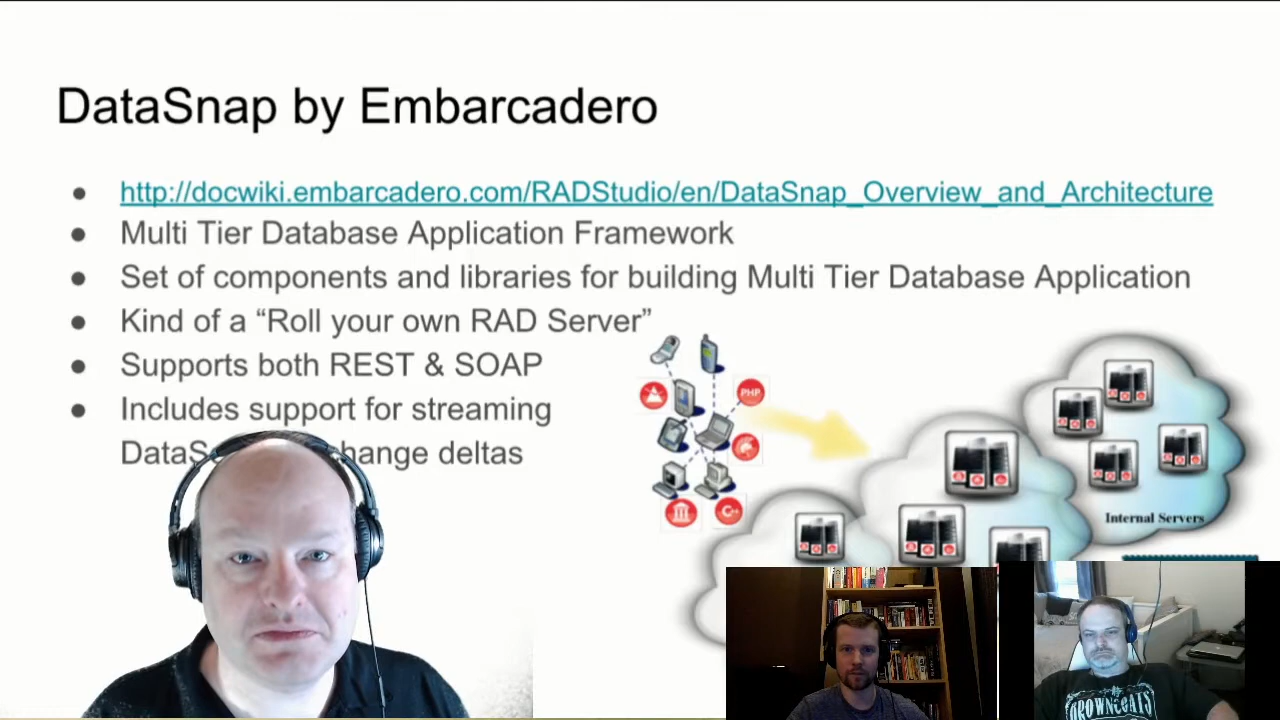 DataSnap by Embarcadero
http://docwiki.embarcadero.com/RADStudio/en/DataSnap_Overview_and_Architecture
Multi Tier Database Application Framework
Set of components and libraries for building Multi Tier Database Application
Kind of a “Roll your own RAD Server”
Supports both REST & SOAP
Includes support for streaming
change deltas
PHP
C++
Internal Servers
BROWNCOATS